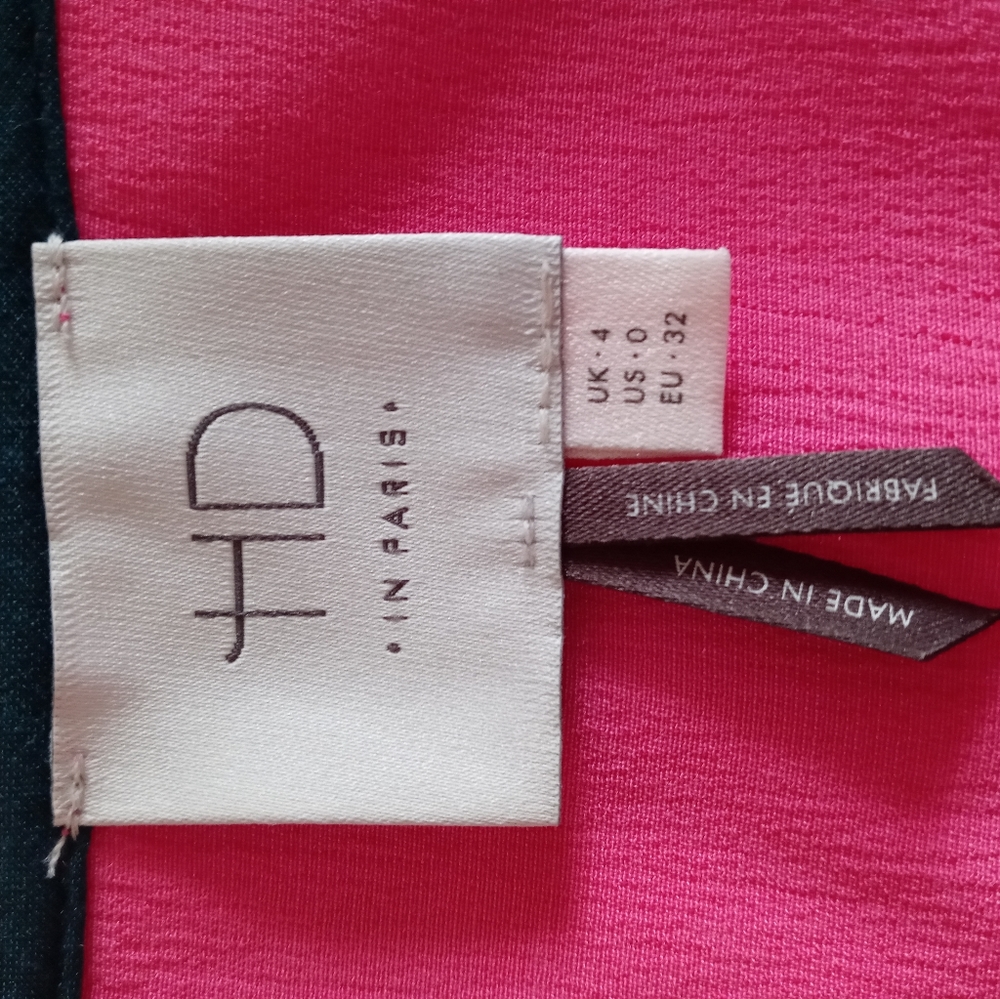 HD
• IN PARIS •
UK · 4
US · 0
EU · 32
FABRIQUÉ EN CHINE
MADE IN CHINA